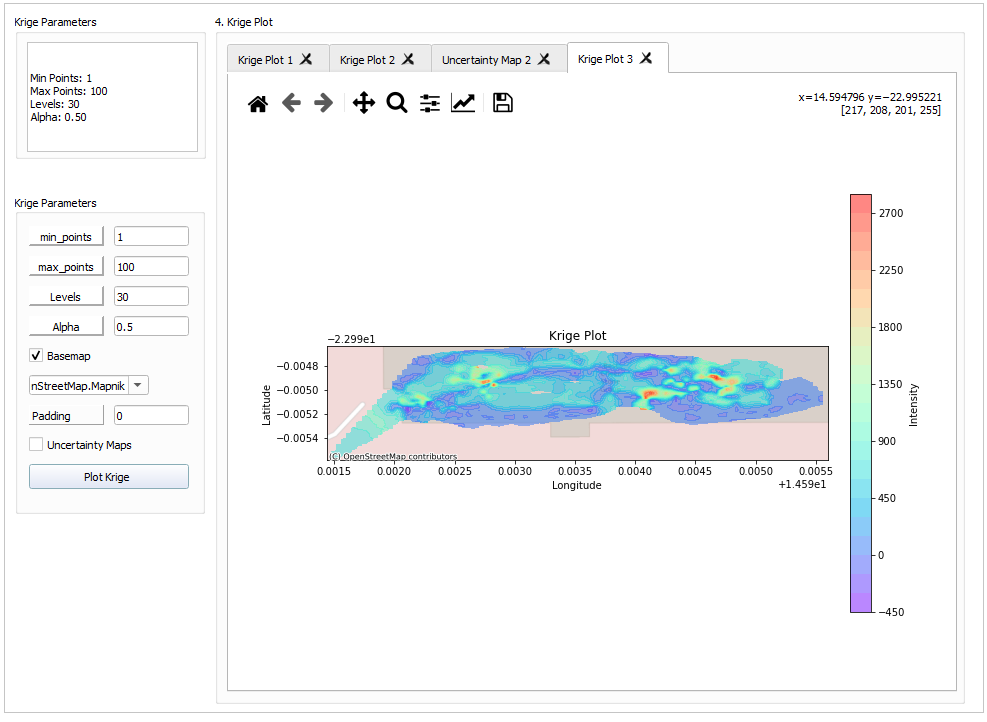 Krige Parameters
Min Points: 1
Max Points: 100
Levels: 30
Alpha: 0.50
Krige Parameters
min_points 1
max_points 100
Levels 30
Alpha 0.5
Basemap
nStreetMap.Mapnik
Padding 0
Uncertainty Maps
Plot Krige
4. Krige Plot
Krige Plot 1 Krige Plot 2 Uncertainty Map 2 Krige Plot 3
x=14.594796 y=−22.995221
[217, 208, 201, 255]
Krige Plot
−2.299e1
−0.0048
−0.0050
−0.0052
−0.0054
Latitude
(C) OpenStreetMap contributors
0.0015 0.0020 0.0025 0.0030 0.0035 0.0040 0.0045 0.0050 0.0055
Longitude
+1.459e1
2700
2250
1800
1350
900
450
0
−450
Intensity